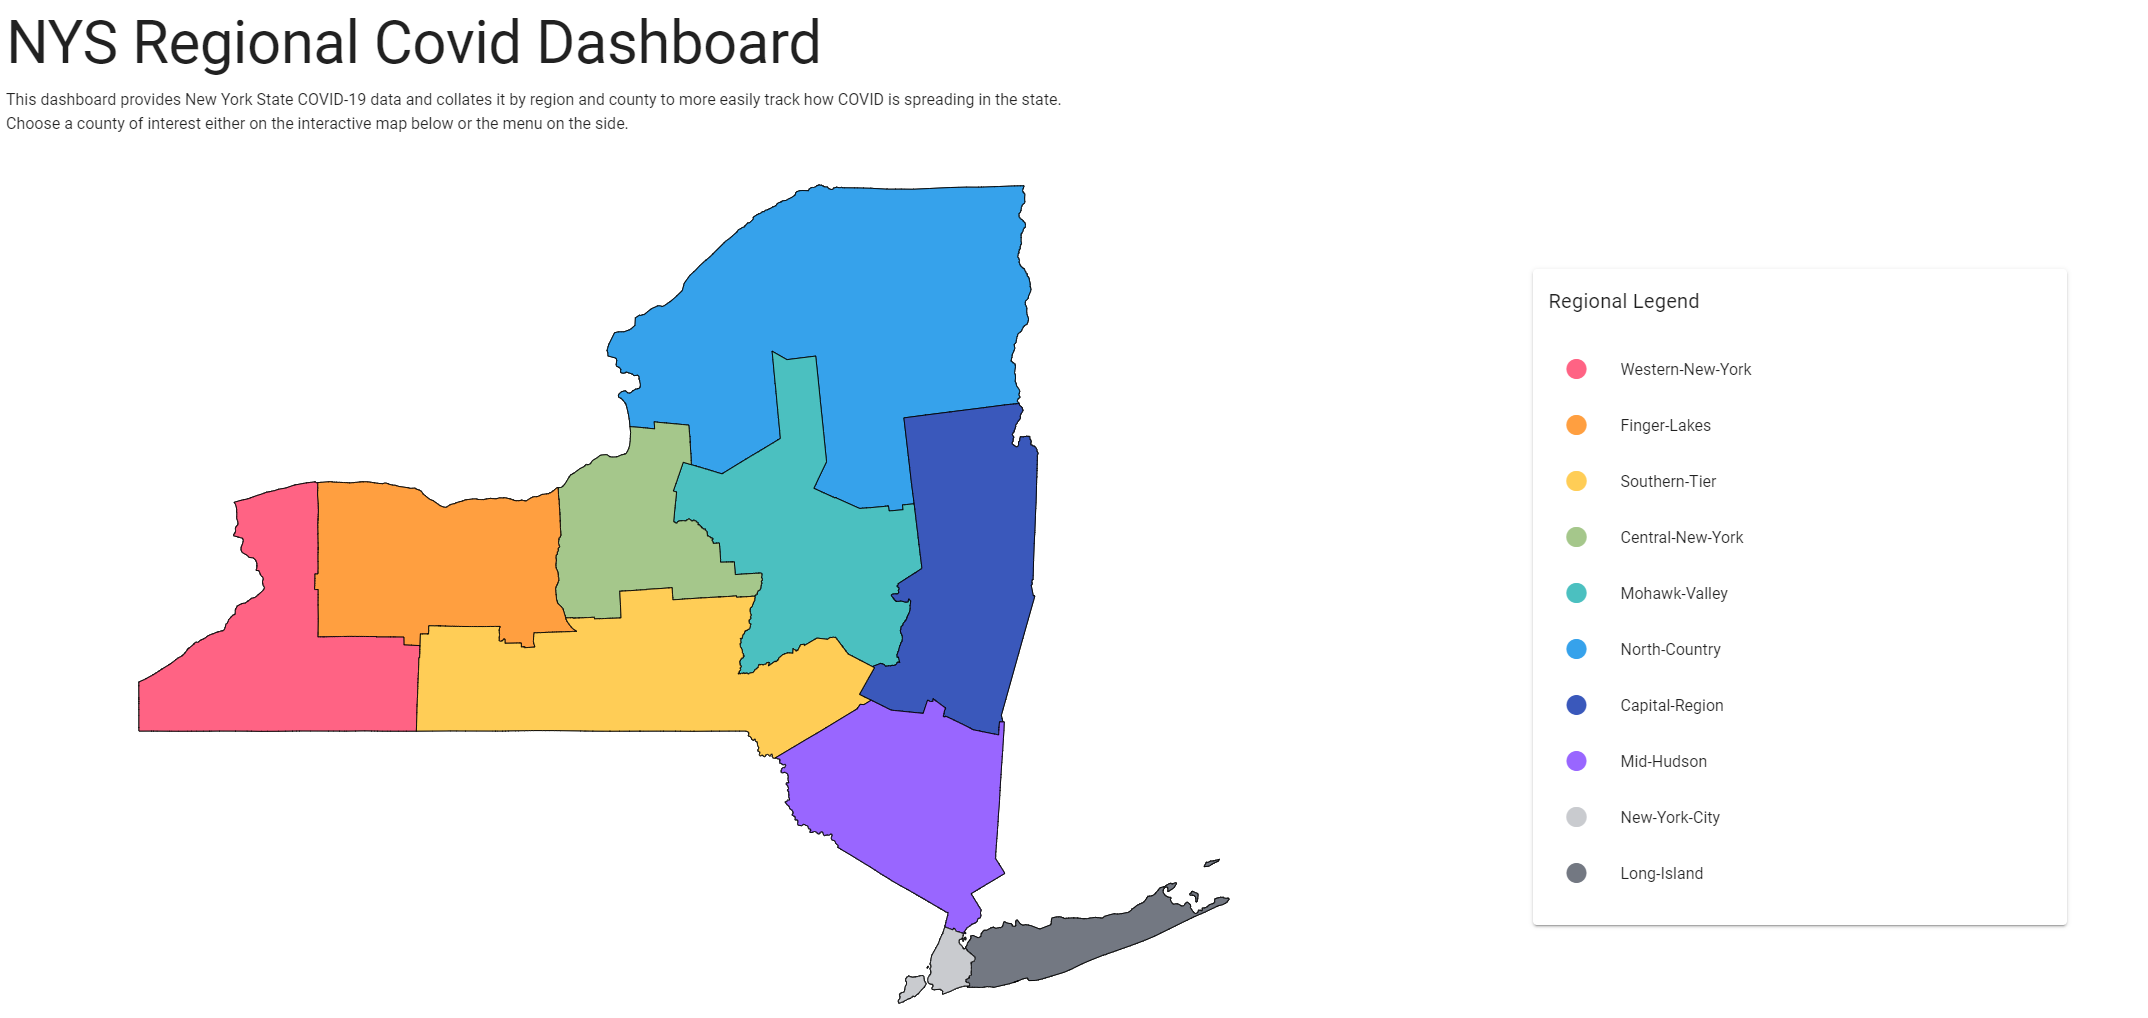 NYS Regional Covid Dashboard
This dashboard provides New York State COVID-19 data and collates it by region and county to more easily track how COVID is spreading in the state.
Choose a county of interest either on the interactive map below or the menu on the side.
Regional Legend
Western-New-York
Finger-Lakes
Southern-Tier
Central-New-York
Mohawk-Valley
North-Country
Capital-Region
Mid-Hudson
New-York-City
Long-Island